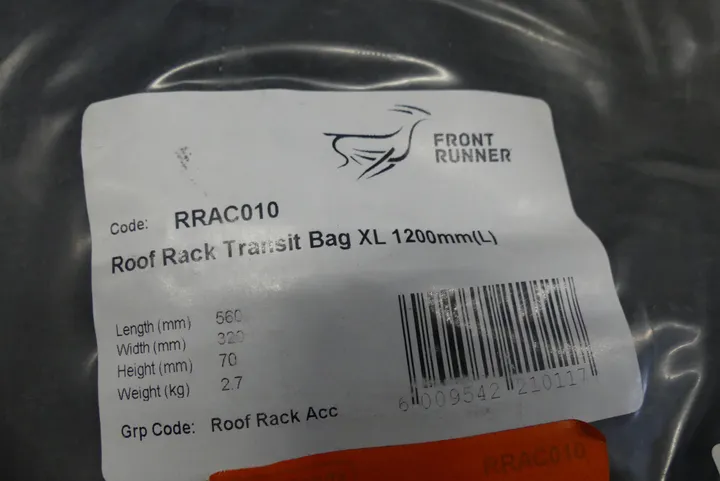 FRONT
RUNNER
Code: RRAC010
Roof Rack Transit Bag XL 1200mm(L)
Length (mm) 560
Width (mm) 320
Height (mm) 70
Weight (kg) 2.7
6 009542 210117
Grp Code: Roof Rack Acc
RRAC010